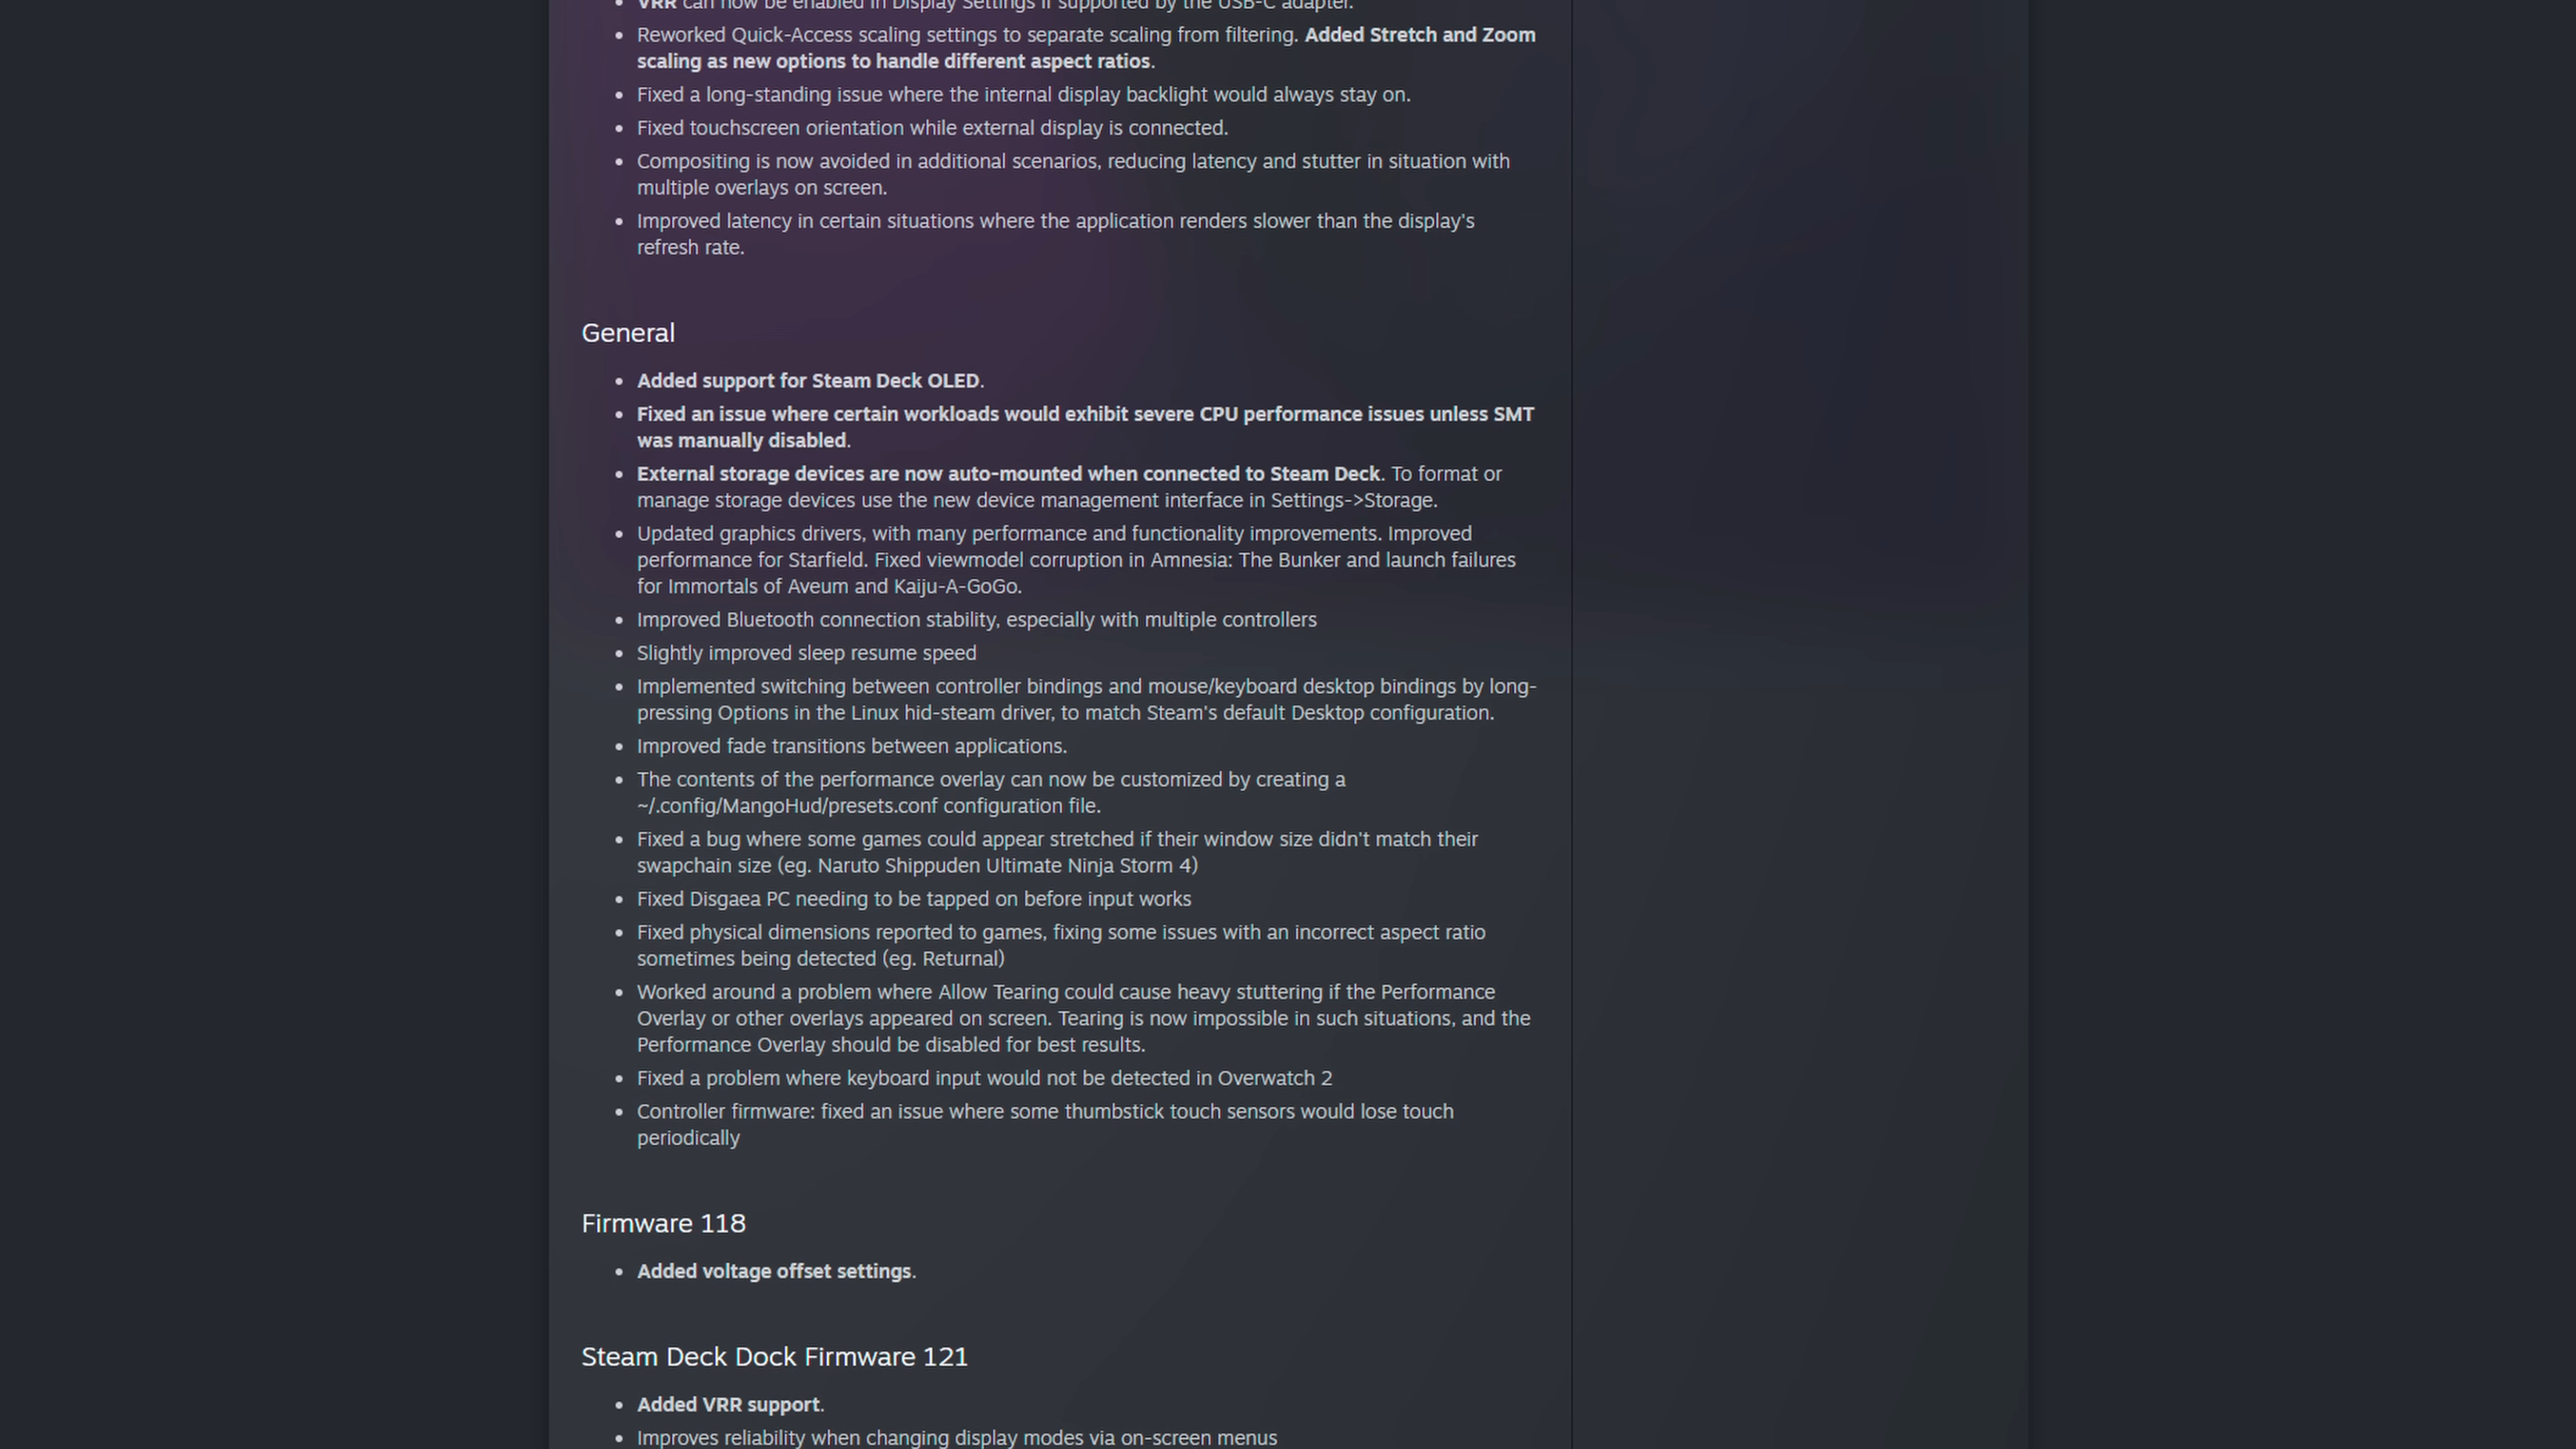 VRR can now be enabled in Display Settings if supported by the USB-C adapter.
Reworked Quick-Access scaling settings to separate scaling from filtering. Added Stretch and Zoom
scaling as new options to handle different aspect ratios.
Fixed a long-standing issue where the internal display backlight would always stay on.
Fixed touchscreen orientation while external display is connected.
Compositing is now avoided in additional scenarios, reducing latency and stutter in situation with
multiple overlays on screen.
Improved latency in certain situations where the application renders slower than the display's
refresh rate.
General
Added support for Steam Deck OLED.
Fixed an issue where certain workloads would exhibit severe CPU performance issues unless SMT
was manually disabled.
External storage devices are now auto-mounted when connected to Steam Deck. To format or
manage storage devices use the new device management interface in Settings->Storage.
Updated graphics drivers, with many performance and functionality improvements. Improved
performance for Starfield. Fixed viewmodel corruption in Amnesia: The Bunker and launch failures
for Immortals of Aveum and Kaiju-A-GoGo.
Improved Bluetooth connection stability, especially with multiple controllers
Slightly improved sleep resume speed
Implemented switching between controller bindings and mouse/keyboard desktop bindings by long-
pressing Options in the Linux hid-steam driver, to match Steam's default Desktop configuration.
Improved fade transitions between applications.
The contents of the performance overlay can now be customized by creating a
~/.config/MangoHud/presets.conf configuration file.
Fixed a bug where some games could appear stretched if their window size didn't match their
swapchain size (eg. Naruto Shippuden Ultimate Ninja Storm 4)
Fixed Disgaea PC needing to be tapped on before input works
Fixed physical dimensions reported to games, fixing some issues with an incorrect aspect ratio
sometimes being detected (eg. Returnal)
Worked around a problem where Allow Tearing could cause heavy stuttering if the Performance
Overlay or other overlays appeared on screen. Tearing is now impossible in such situations, and the
Performance Overlay should be disabled for best results.
Fixed a problem where keyboard input would not be detected in Overwatch 2
Controller firmware: fixed an issue where some thumbstick touch sensors would lose touch
periodically
Firmware 118
Added voltage offset settings.
Steam Deck Dock Firmware 121
Added VRR support.
Improves reliability when changing display modes via on-screen menus